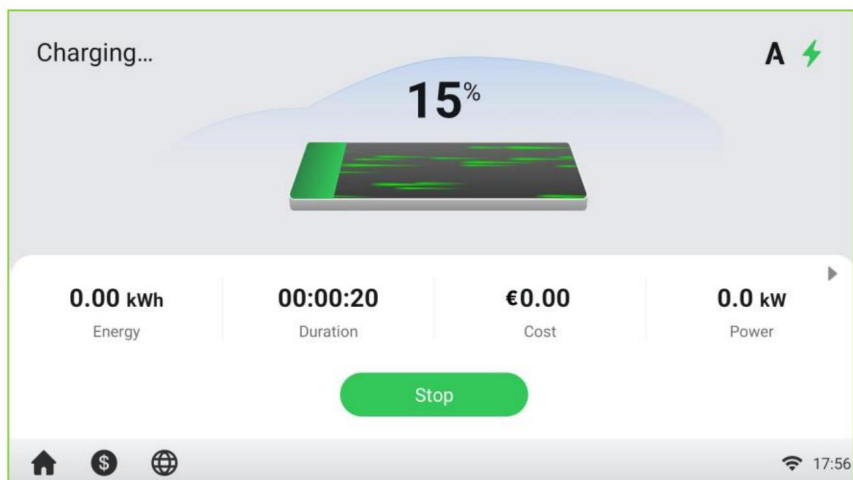 Charging...
A
15%
0.00 kWh
00:00:20
€0.00
0.0 kW
Energy
Duration
Cost
Power
Stop
$
17:56